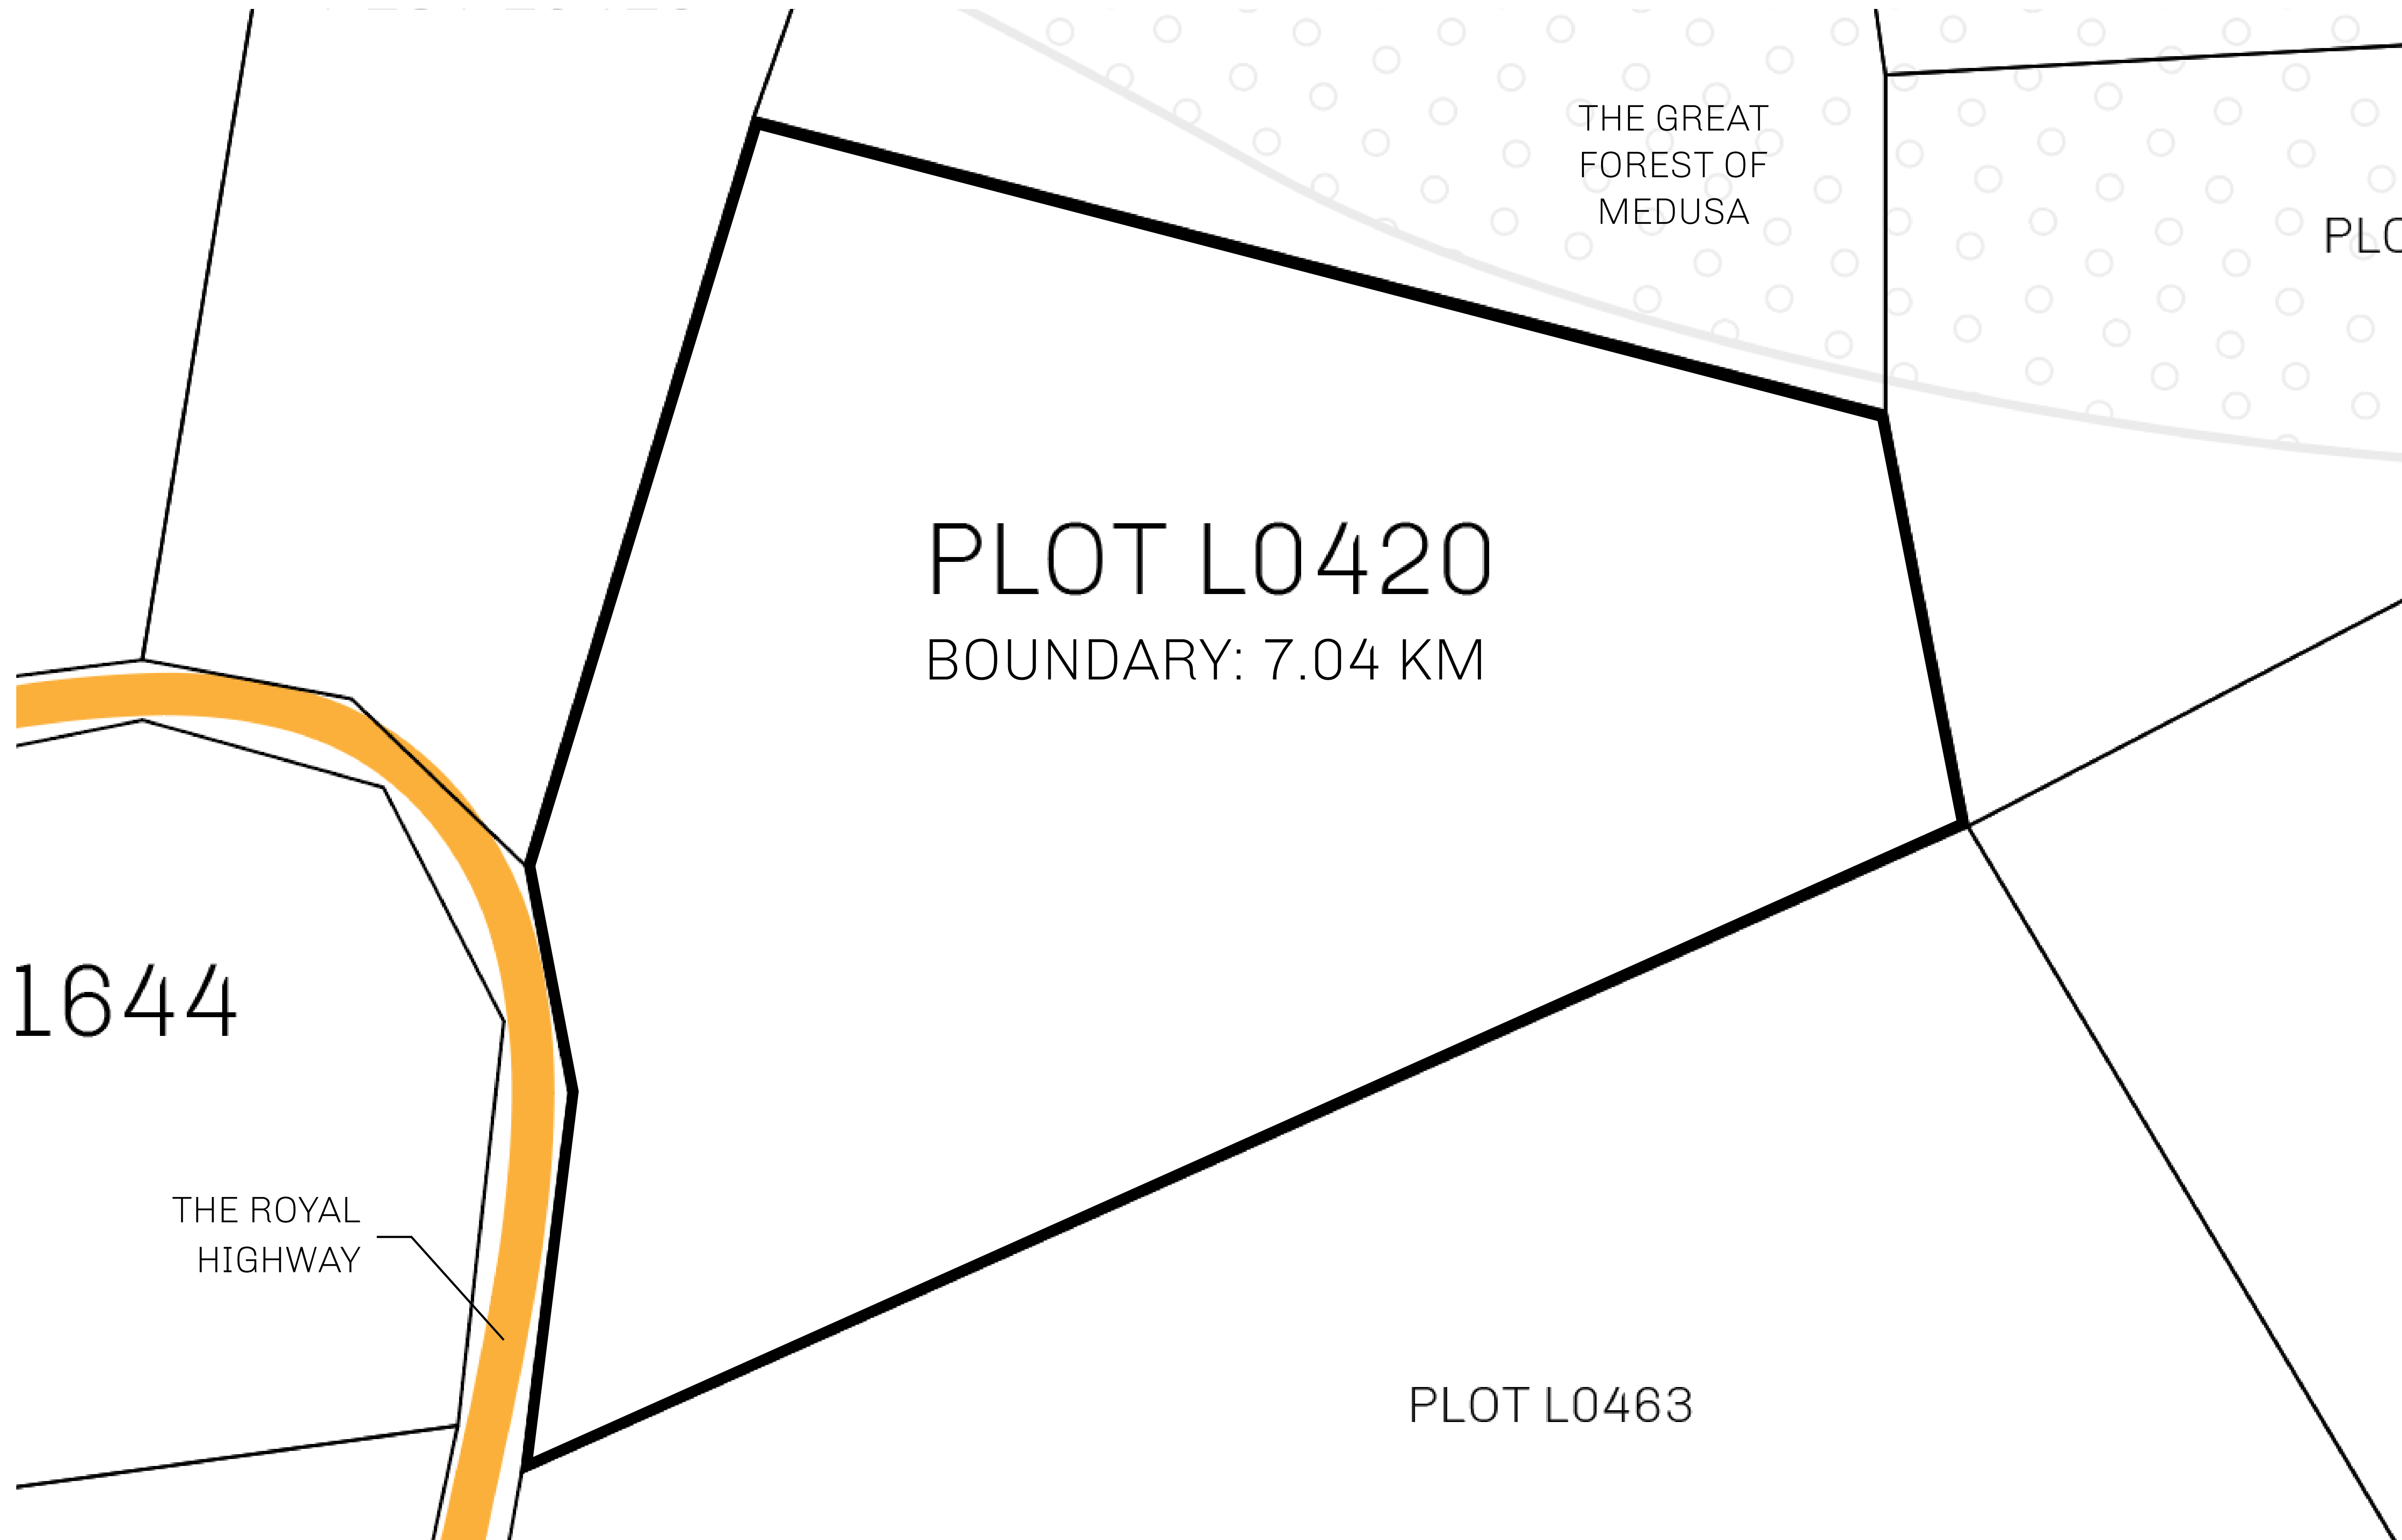 THE GREAT
FOREST OF
MEDUSA
PLOT L0420
BOUNDARY: 7.04 KM
1644
THE ROYAL
HIGHWAY
PLOT L0463